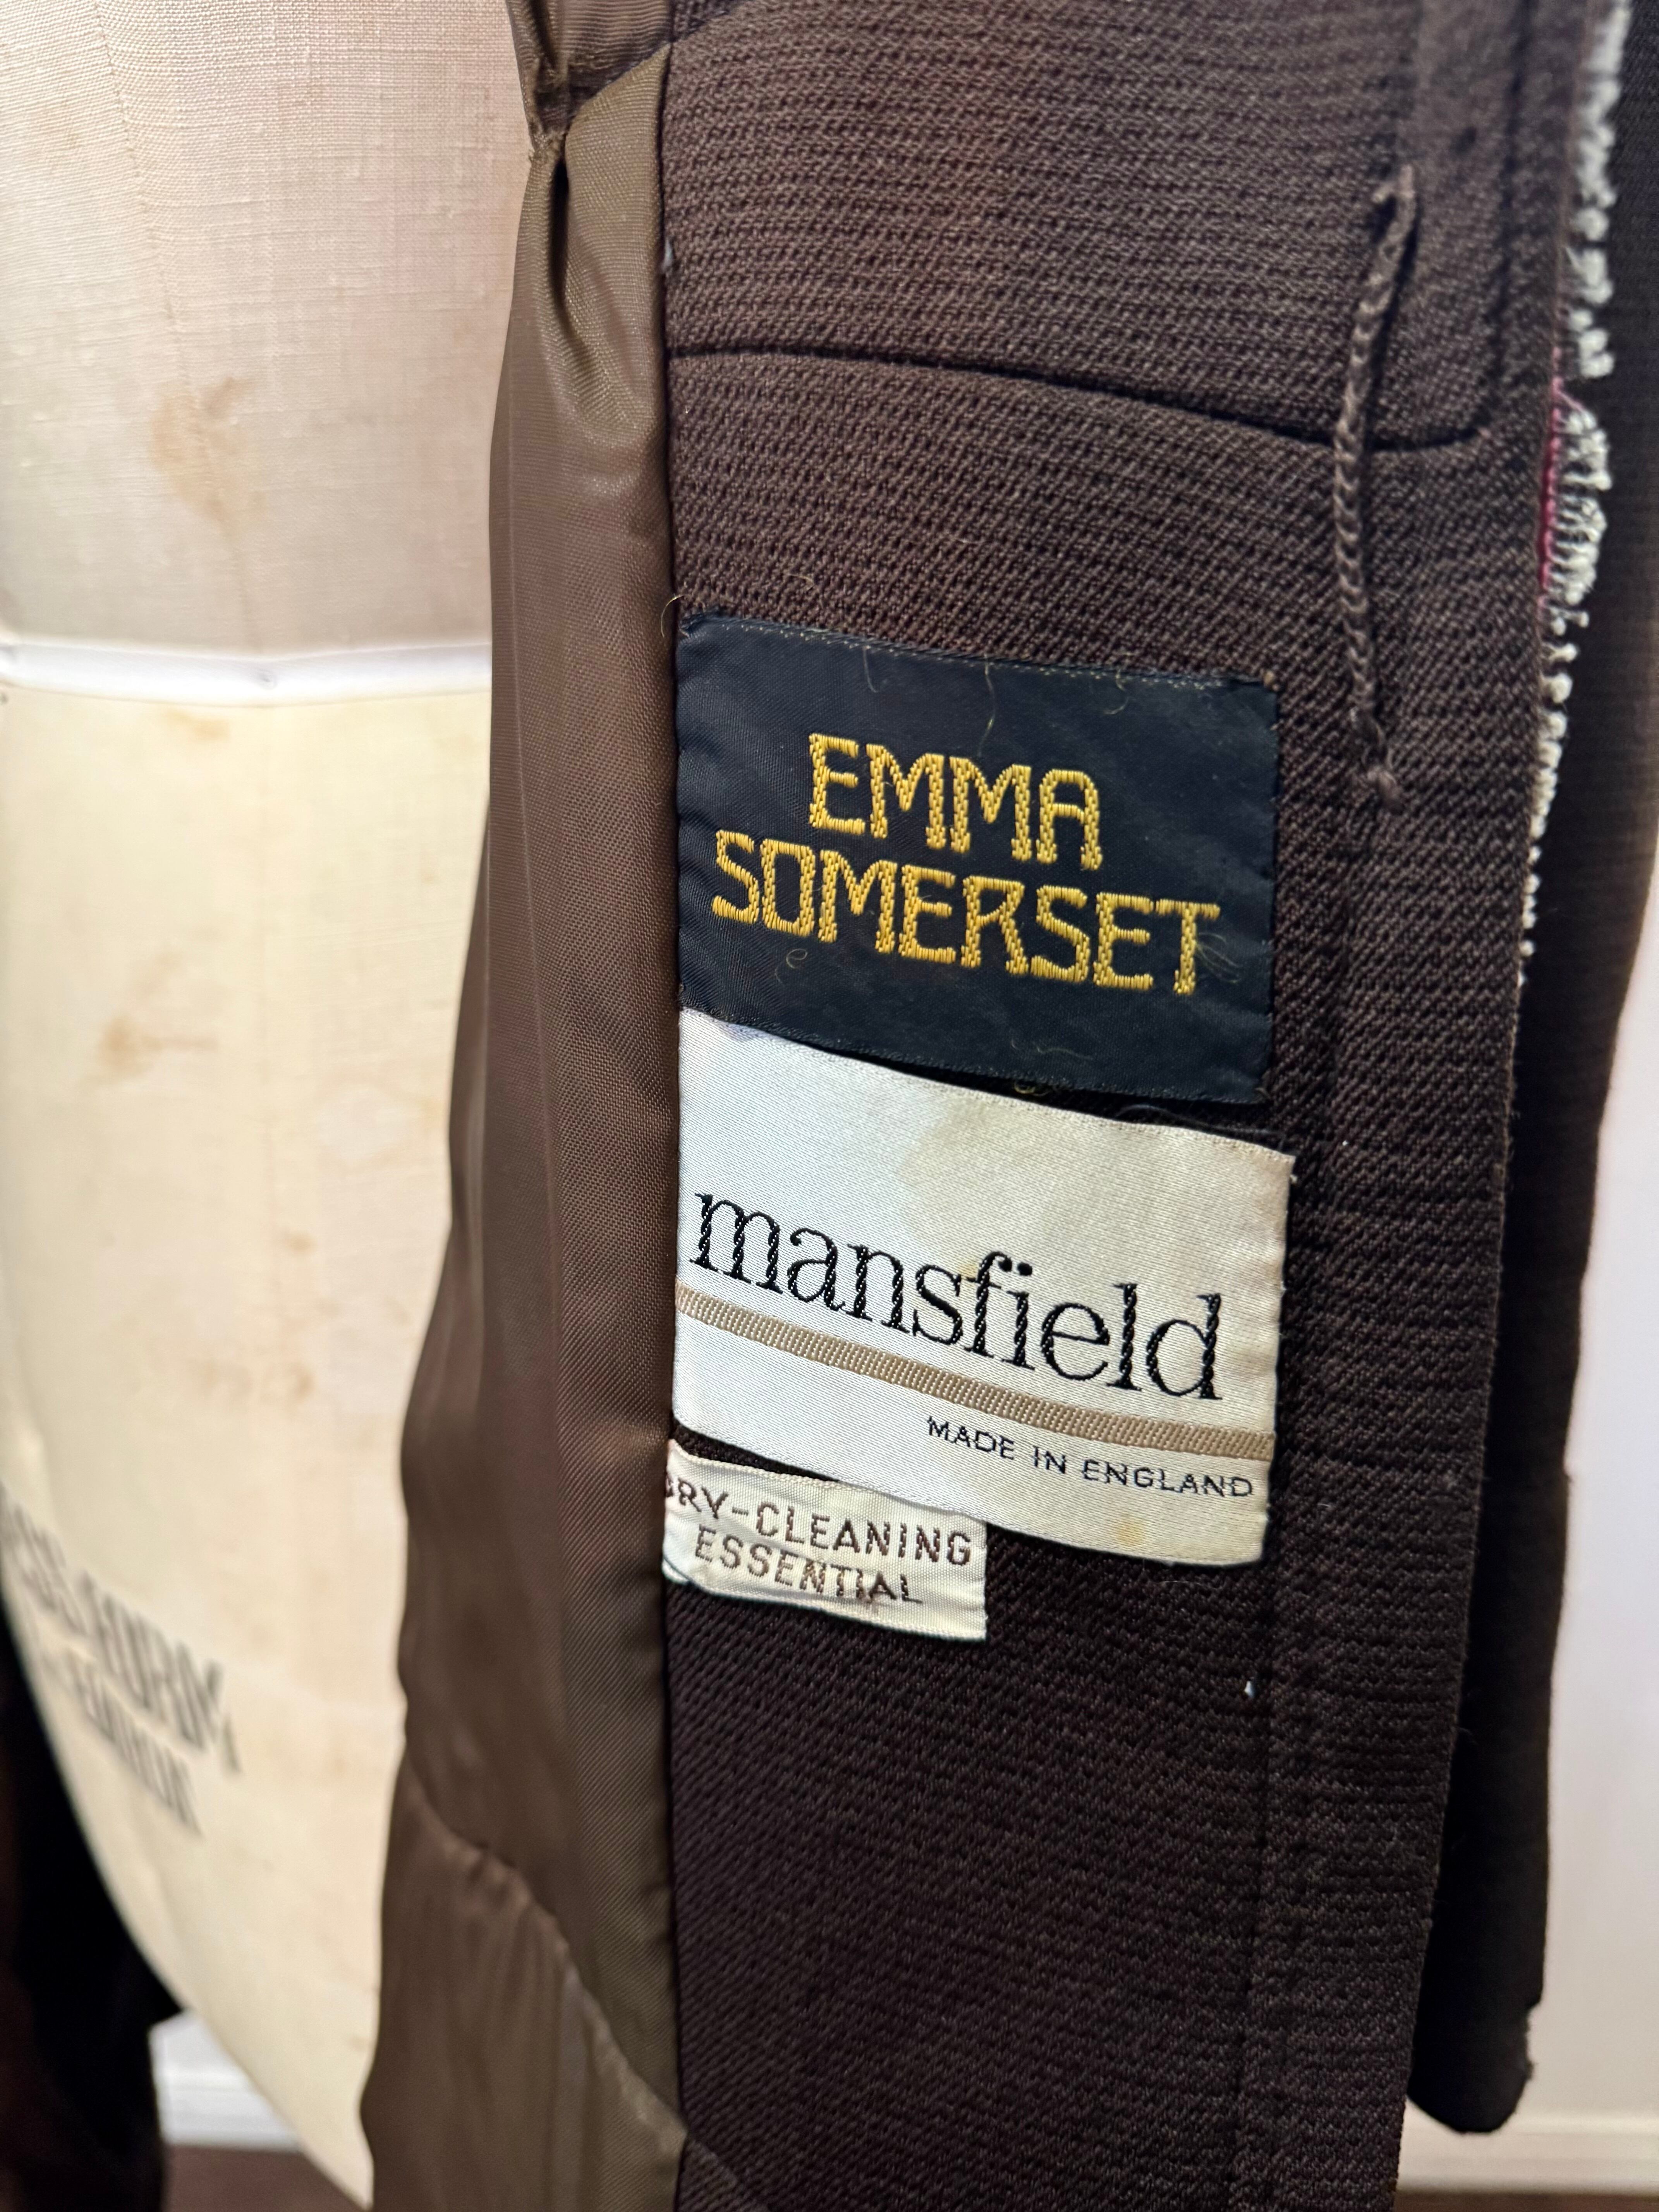 EMMA
SOMERSET
mansfield
MADE IN ENGLAND
DRY-CLEANING
ESSENTIAL